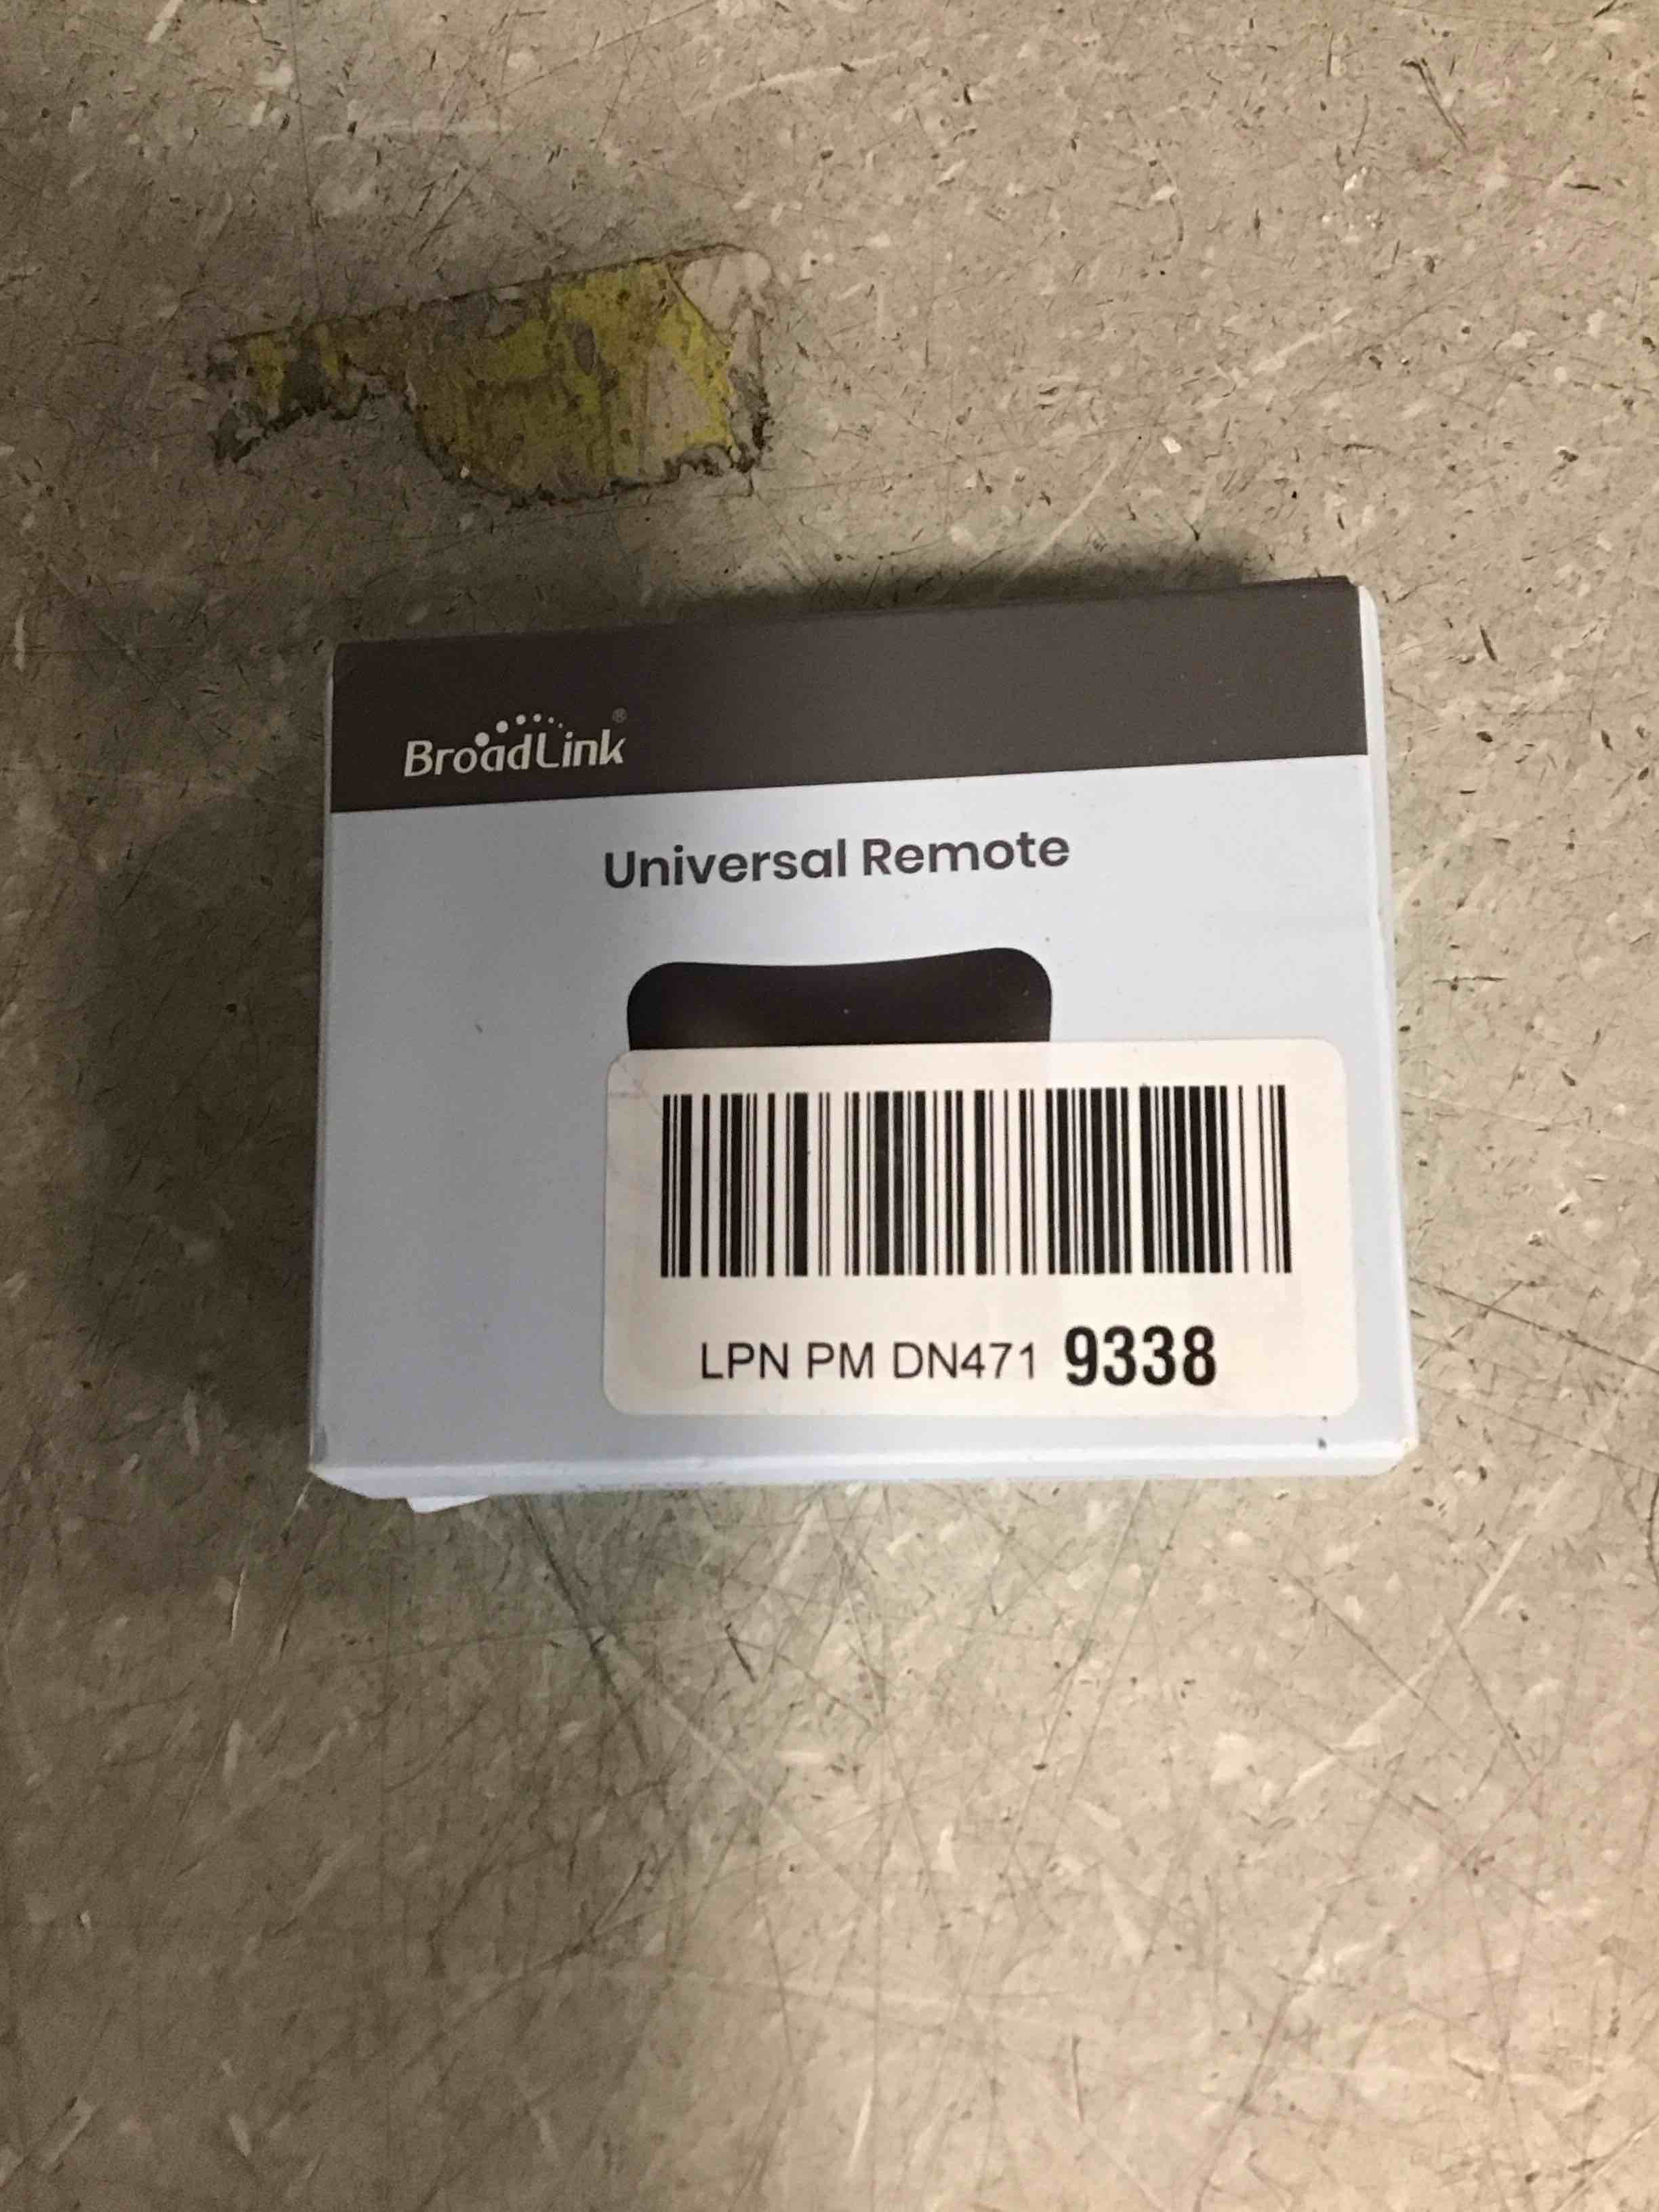 BroadLink®
Universal Remote
LPN PM DN471 9338